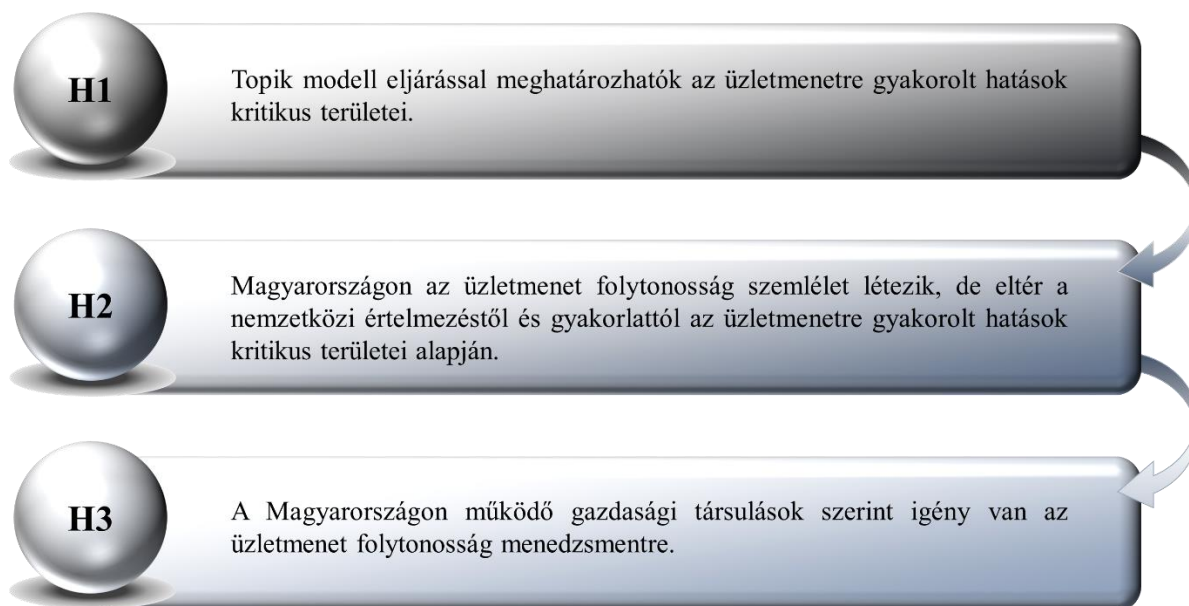 H1
Topik modell eljárással meghatározhatók az üzletmenetre gyakorolt hatások
kritikus területei.
H2
Magyarországon az üzletmenet folytonosság szemlélet létezik, de eltér a
nemzetközi értelmezéstől és gyakorlattól az üzletmenetre gyakorolt hatások
kritikus területei alapján.
H3
A Magyarországon működő gazdasági társulások szerint igény van az
üzletmenet folytonosság menedzsmentre.